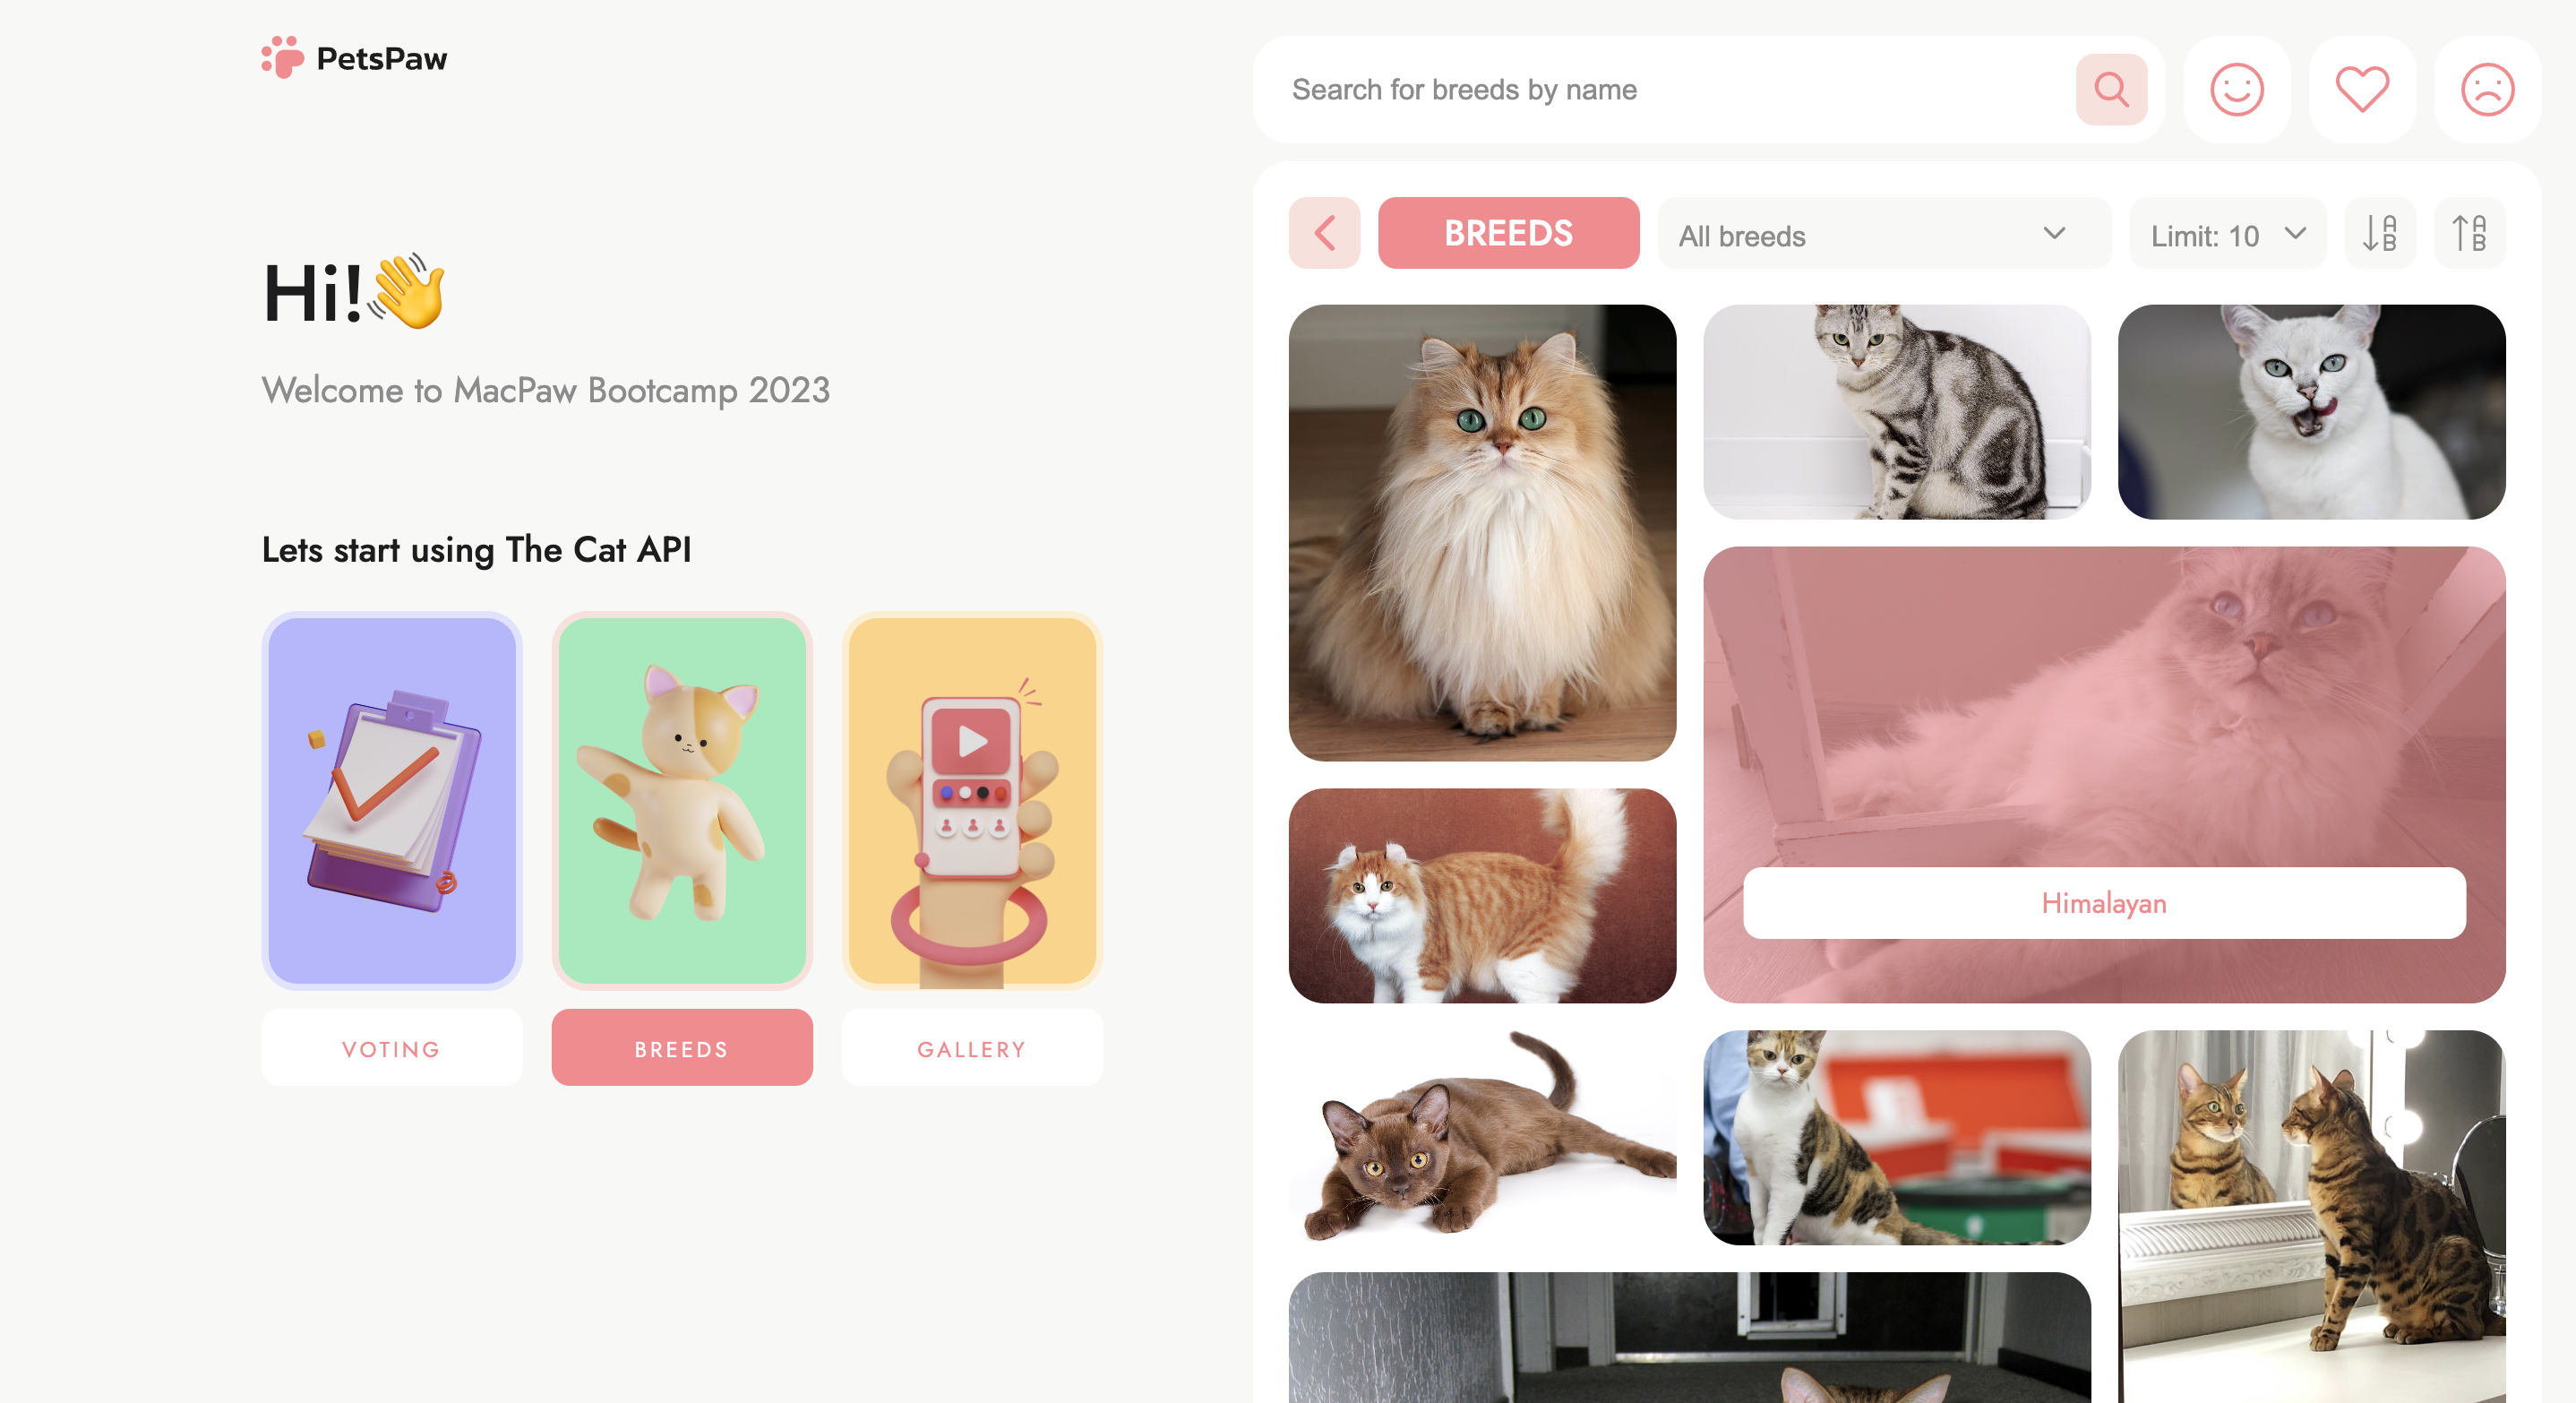 PetsPaw
Hi!👋
Welcome to MacPaw Bootcamp 2023
Lets start using The Cat API
VOTING
BREEDS
GALLERY
Search for breeds by name
BREEDS
All breeds
Limit: 10
A
B
A
B
Himalayan